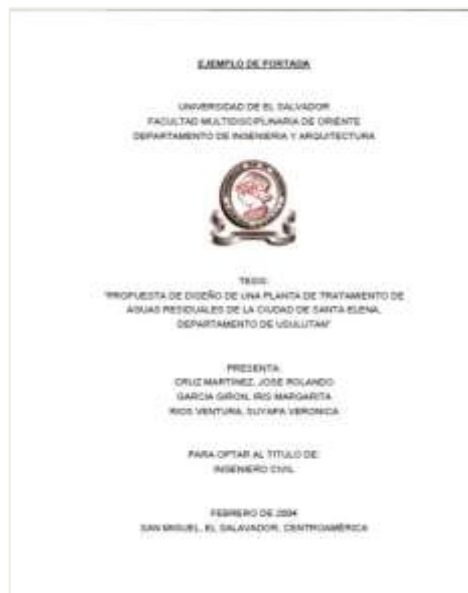 EJEMPLO DE PORTADA
UNIVERSIDAD DE EL SALVADOR
FACULTAD MULTIDISCIPLINARIA DE ORIENTE
DEPARTAMENTO DE INGENIERIA Y ARQUITECTURA
TESIS:
"PROPUESTA DE DISEÑO DE UNA PLANTA DE TRATAMIENTO DE
AGUAS RESIDUALES DE LA CIUDAD DE SANTA ELENA,
DEPARTAMENTO DE USULUTAN"
PRESENTA:
CRUZ MARTINEZ, JOSE ROLANDO
GARCIA GIRON, IRIS MARGARITA
RIOS VENTURA, SUYAPA VERONICA
PARA OPTAR AL TITULO DE:
INGENIERO CIVIL
FEBRERO DE 2004
SAN MIGUEL, EL SALAVADOR, CENTROAMÉRICA